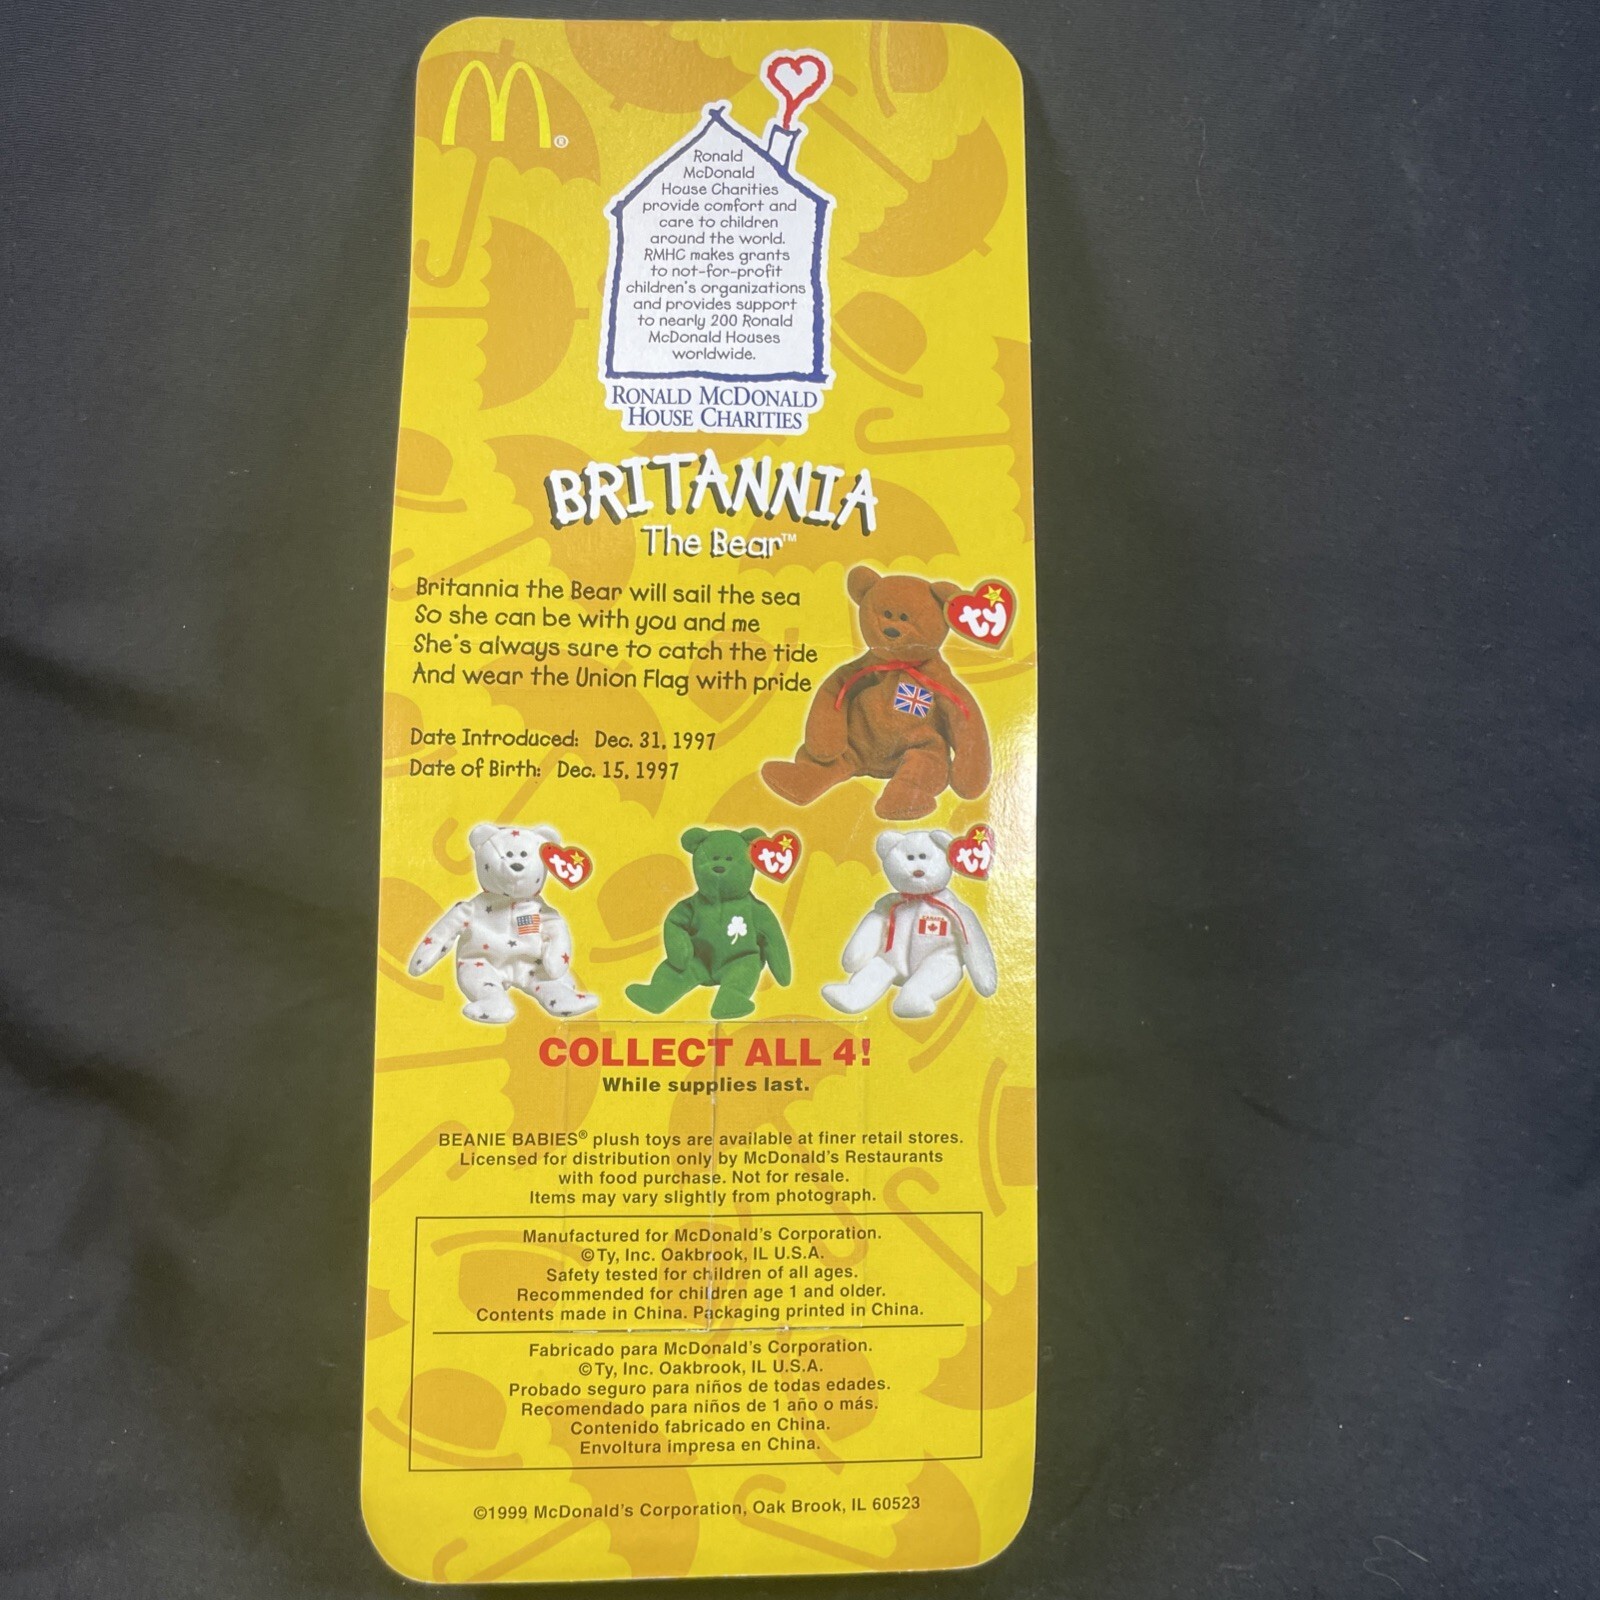 ®
Ronald
McDonald
House Charities
provide comfort and
care to children
around the world.
RMHC makes grants
to not-for-profit
children's organizations
and provides support
to nearly 200 Ronald
McDonald Houses
worldwide.
RONALD MCDONALD
HOUSE CHARITIES
BRITANNIA
The Bear™
Britannia the Bear will sail the sea
So she can be with you and me
She's always sure to catch the tide
And wear the Union Flag with pride
ty
Date Introduced: Dec. 31, 1997
Date of Birth: Dec. 15, 1997
ty
ty
ty
CANADA
COLLECT ALL 4!
While supplies last.
BEANIE BABIES® plush toys are available at finer retail stores.
Licensed for distribution only by McDonald's Restaurants
with food purchase. Not for resale.
Items may vary slightly from photograph.
Manufactured for McDonald's Corporation.
©Ty, Inc. Oakbrook, IL U.S.A.
Safety tested for children of all ages.
Recommended for children age 1 and older.
Contents made in China. Packaging printed in China.
Fabricado para McDonald's Corporation.
©Ty, Inc. Oakbrook, IL U.S.A.
Probado seguro para niños de todas edades.
Recomendado para niños de 1 año o más.
Contenido fabricado en China.
Envoltura impresa en China.
©1999 McDonald's Corporation, Oak Brook, IL 60523